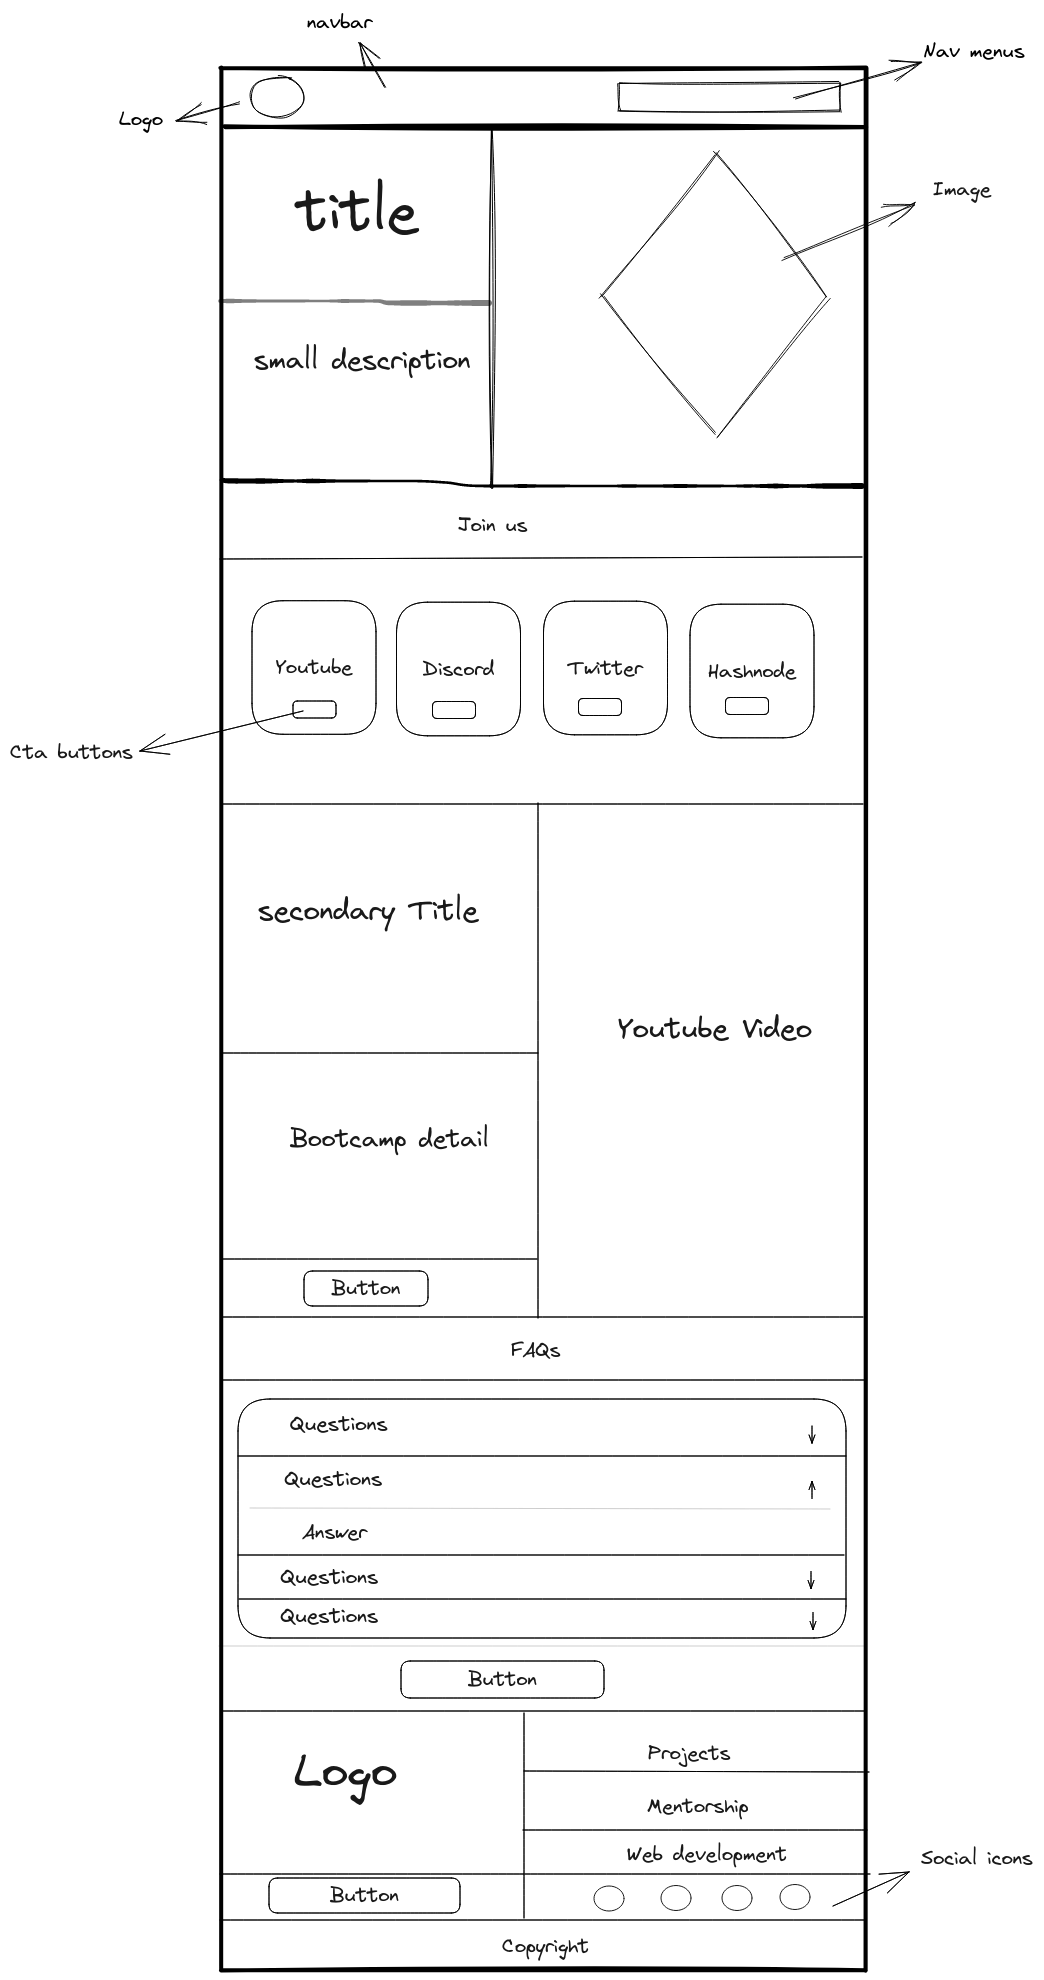 navbar
Nav menus
Logo
title
Image
small description
Join us
Youtube
Discord
Twitter
Hashnode
Cta buttons
secondary Title
Youtube Video
Bootcamp detail
Button
FAQs
Questions
Questions
Answer
Questions
Questions
Button
Logo
Projects
Mentorship
Web development
Social icons
Button
Copyright